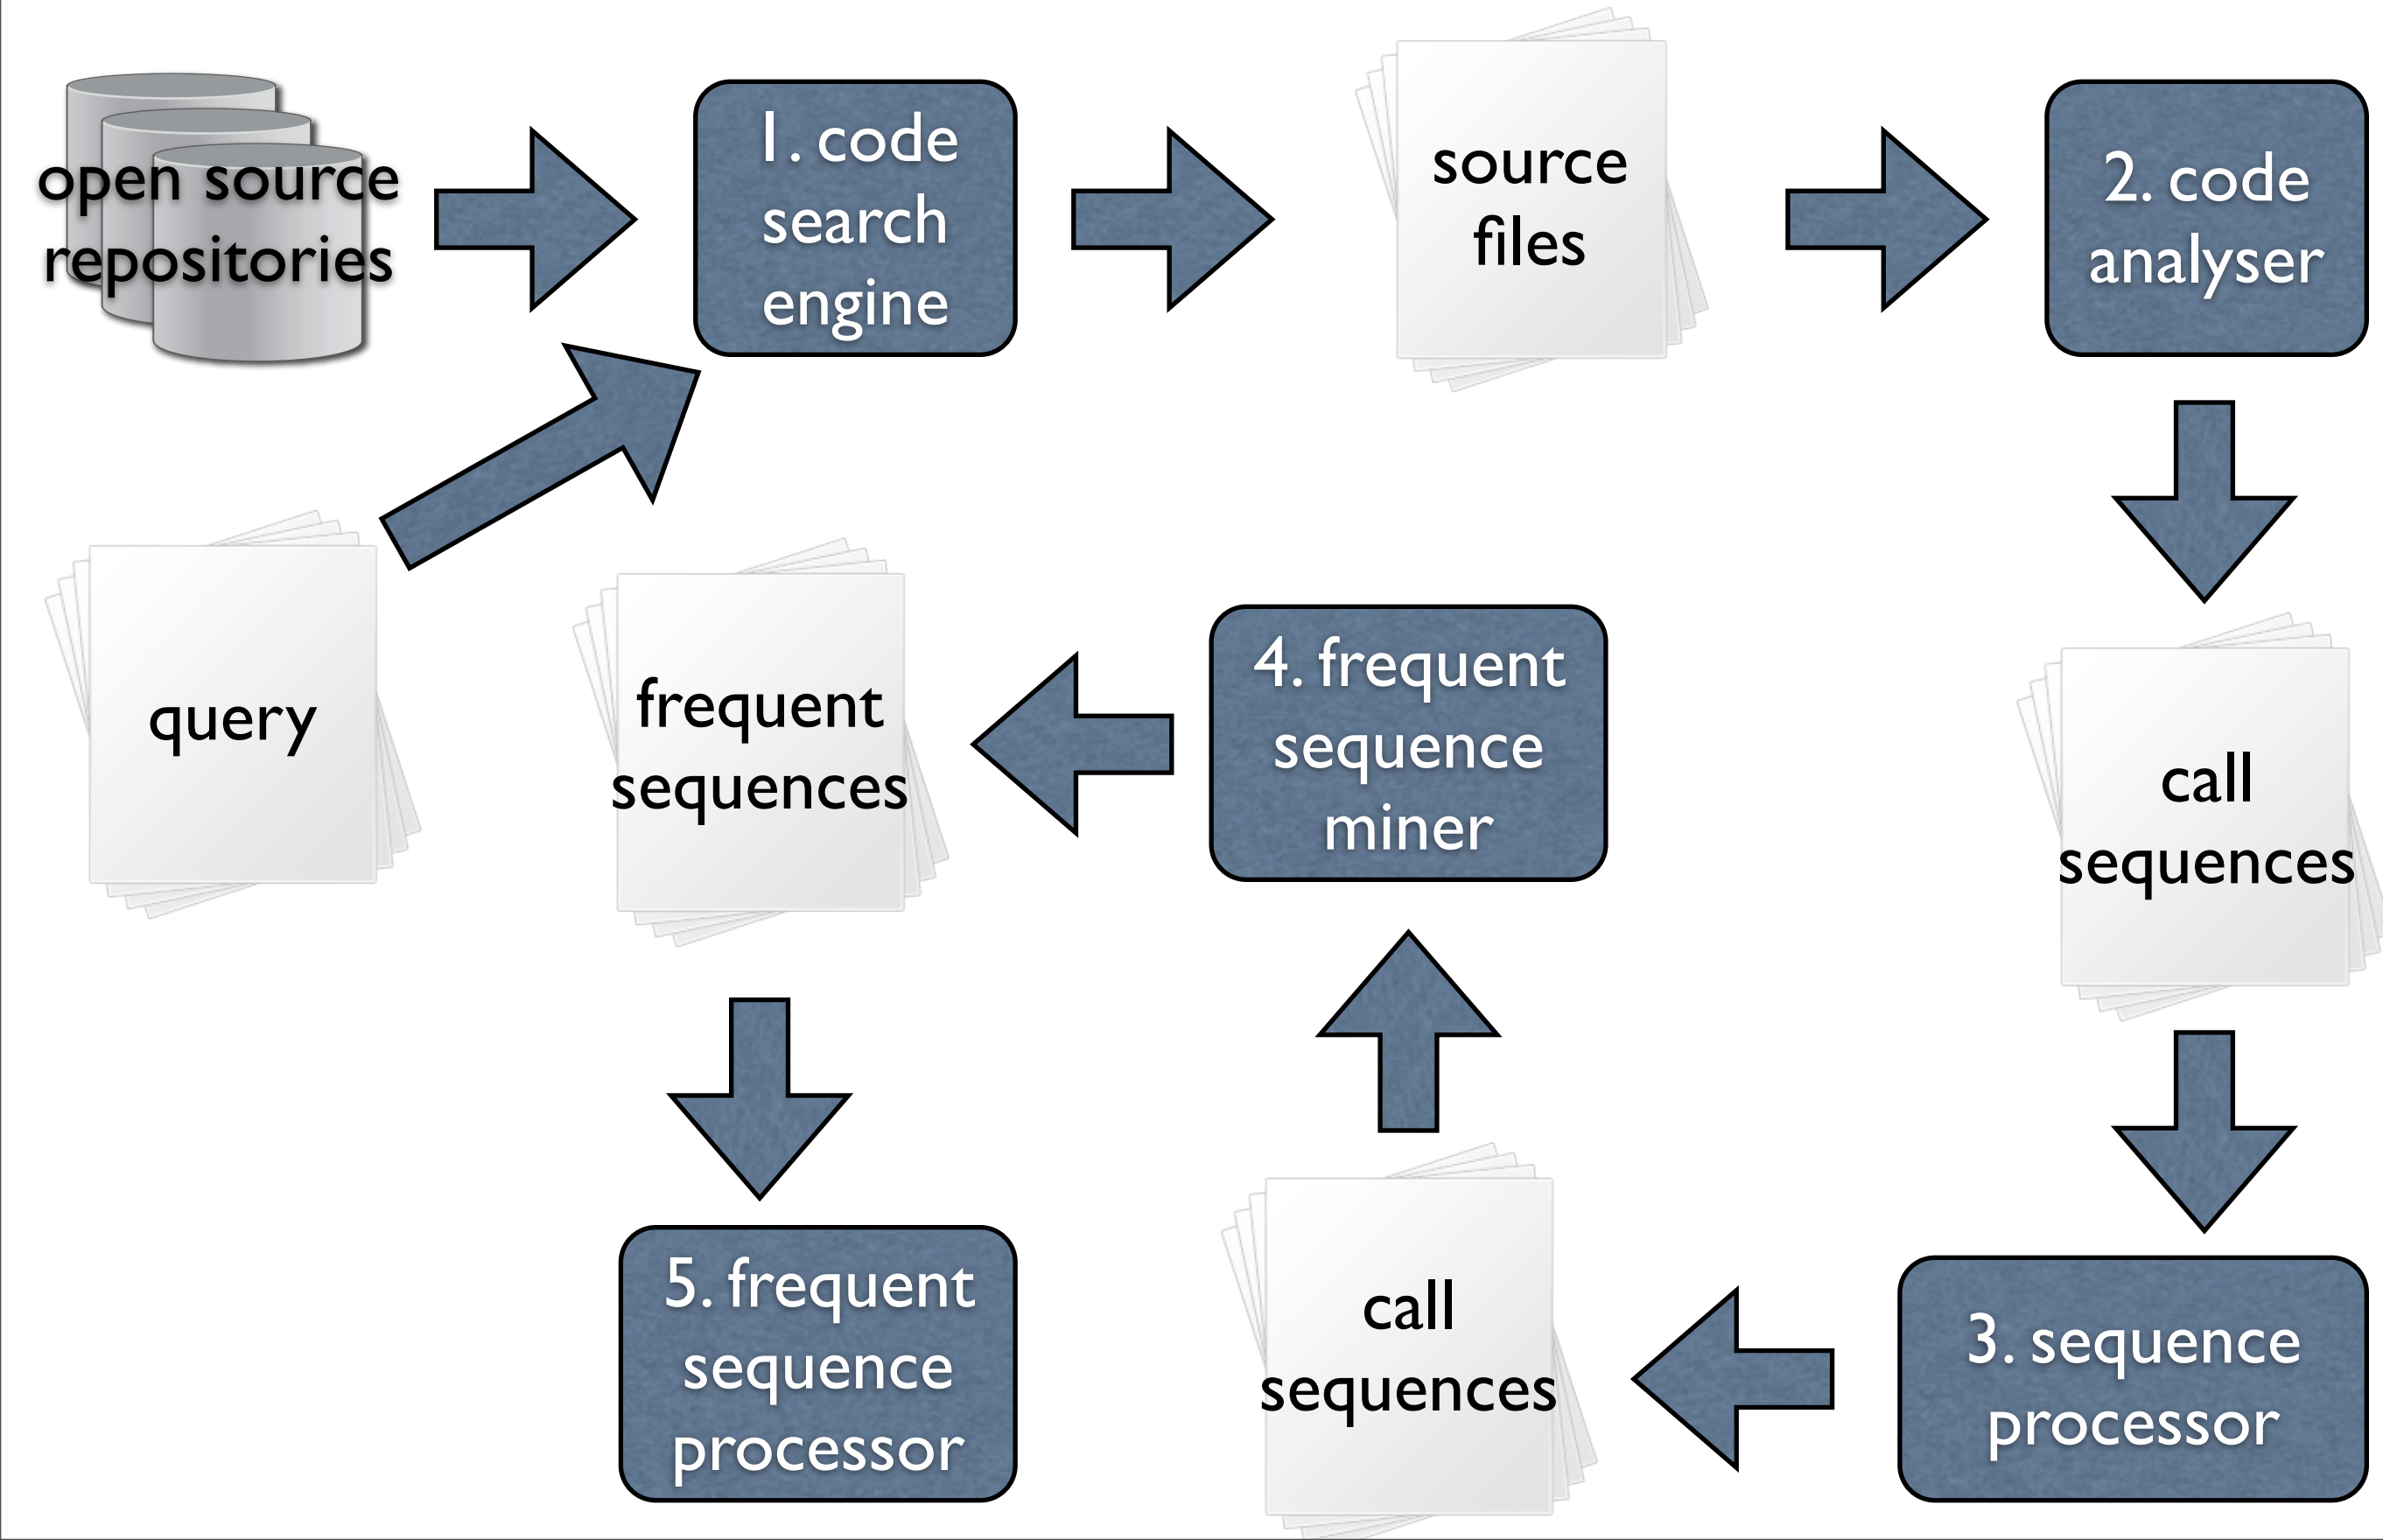 open source
repositories
1. code
search
engine
source
files
2. code
analyser
query
frequent
sequences
4. frequent
sequence
miner
call
sequences
5. frequent
sequence
processor
call
sequences
3. sequence
processor